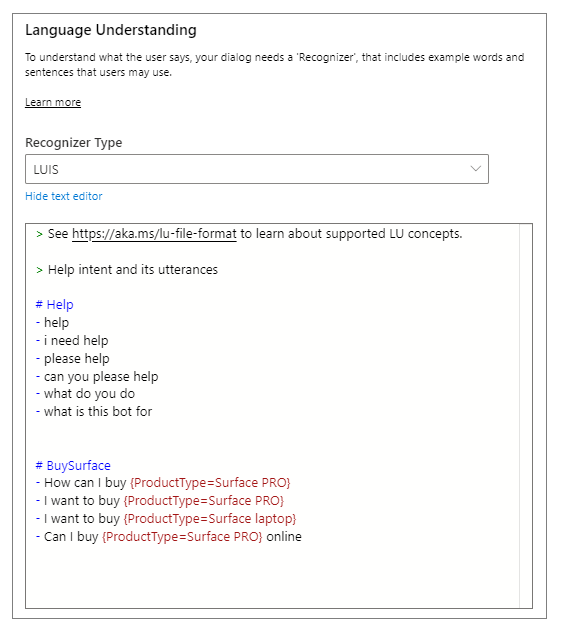 Language Understanding
To understand what the user says, your dialog needs a 'Recognizer', that includes example words and
sentences that users may use.
Learn more
Recognizer Type
LUIS
Hide text editor
> See https://aka.ms/lu-file-format to learn about supported LU concepts.
> Help intent and its utterances
# Help
- help
- i need help
- please help
- can you please help
- what do you do
- what is this bot for
# BuySurface
- How can I buy {ProductType=Surface PRO}
- I want to buy {ProductType=Surface PRO}
- I want to buy {ProductType=Surface laptop}
- Can I buy {ProductType=Surface PRO} online